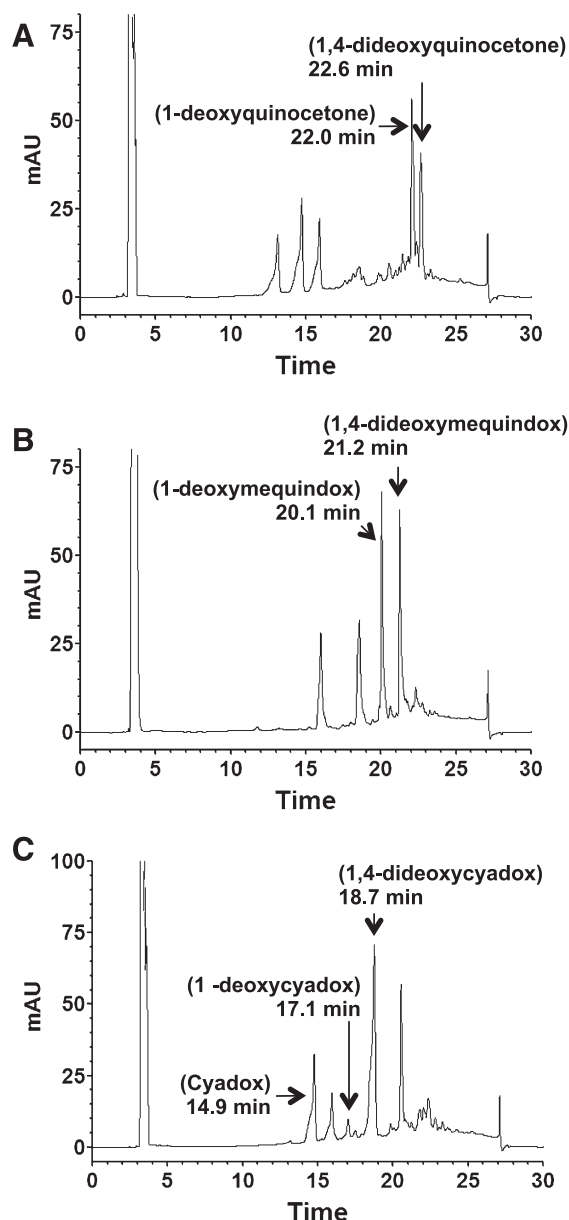 A
75
(1,4-dideoxyquinocetone)
22.6 min
(1-deoxyquinocetone)
22.0 min
50
mAU
25
0
0 5 10 15 20 25 30
Time
B
(1,4-dideoxymequindox)
21.2 min
75
(1-deoxymequindox)
20.1 min
50
mAU
25
0
0 5 10 15 20 25 30
Time
C
100
(1,4-dideoxycyadox)
18.7 min
75
(1 -deoxycyadox)
17.1 min
50
mAU
(Cyadox)
14.9 min
25
0
0 5 10 15 20 25 30
Time